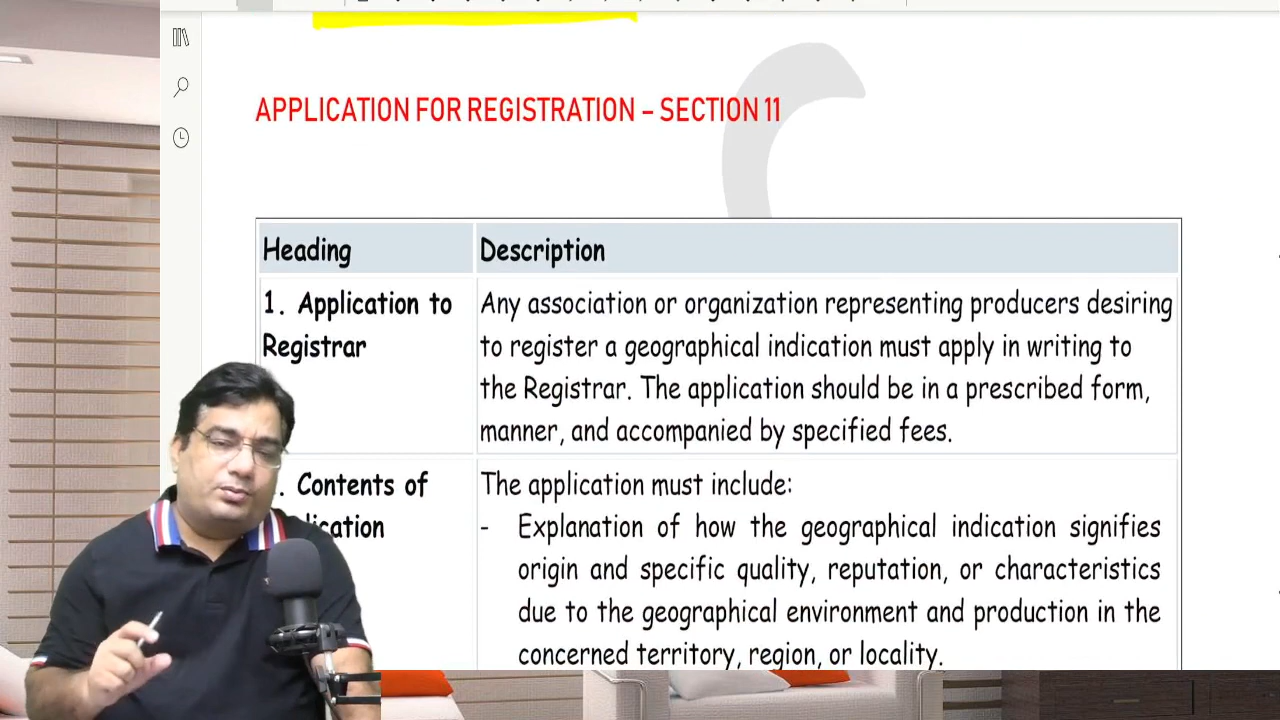 APPLICATION FOR REGISTRATION – SECTION 11
Heading
Description
1. Application to
Registrar
Any association or organization representing producers desiring
to register a geographical indication must apply in writing to
the Registrar. The application should be in a prescribed form,
manner, and accompanied by specified fees.
. Contents of
The application must include:
- Explanation of how the geographical indication signifies
origin and specific quality, reputation, or characteristics
due to the geographical environment and production in the
concerned territory, region, or locality.